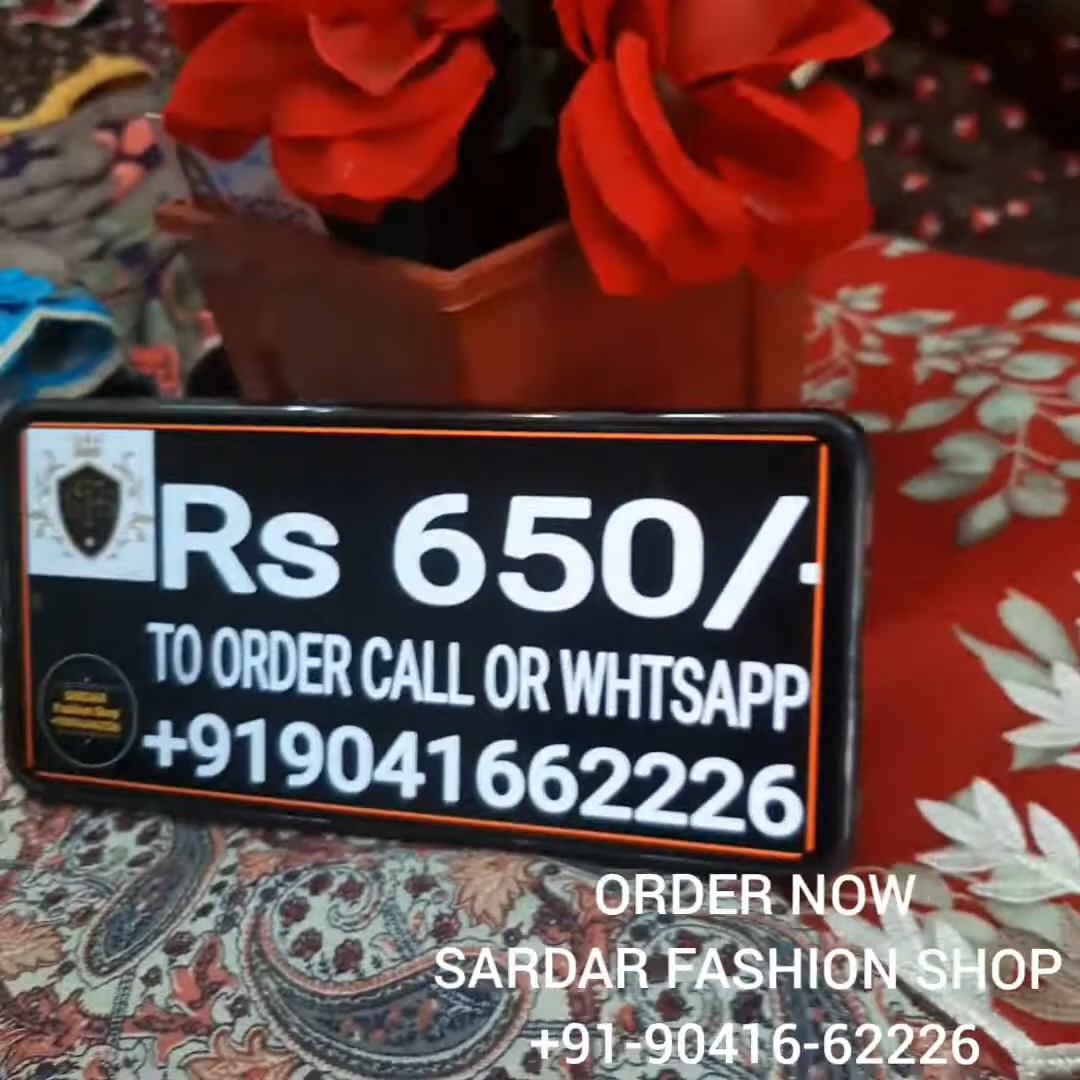 Rs 650/-
TO ORDER CALL OR WHTSAPP
+919041662226
ORDER NOW
SARDAR FASHION SHOP
+91-90416-62226